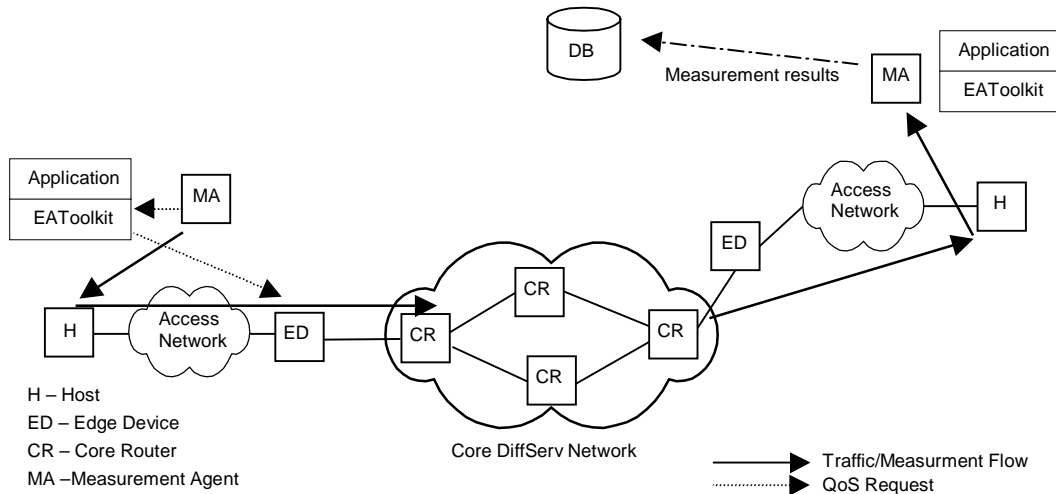 DB
Measurement results
MA
Application
EAToolkit
Application
EAToolkit
MA
Access
Network
H
ED
CR
H
Access
Network
ED
CR
CR
CR
H – Host
ED – Edge Device
CR – Core Router
MA –Measurement Agent
Core DiffServ Network
Traffic/Measurment Flow
QoS Request